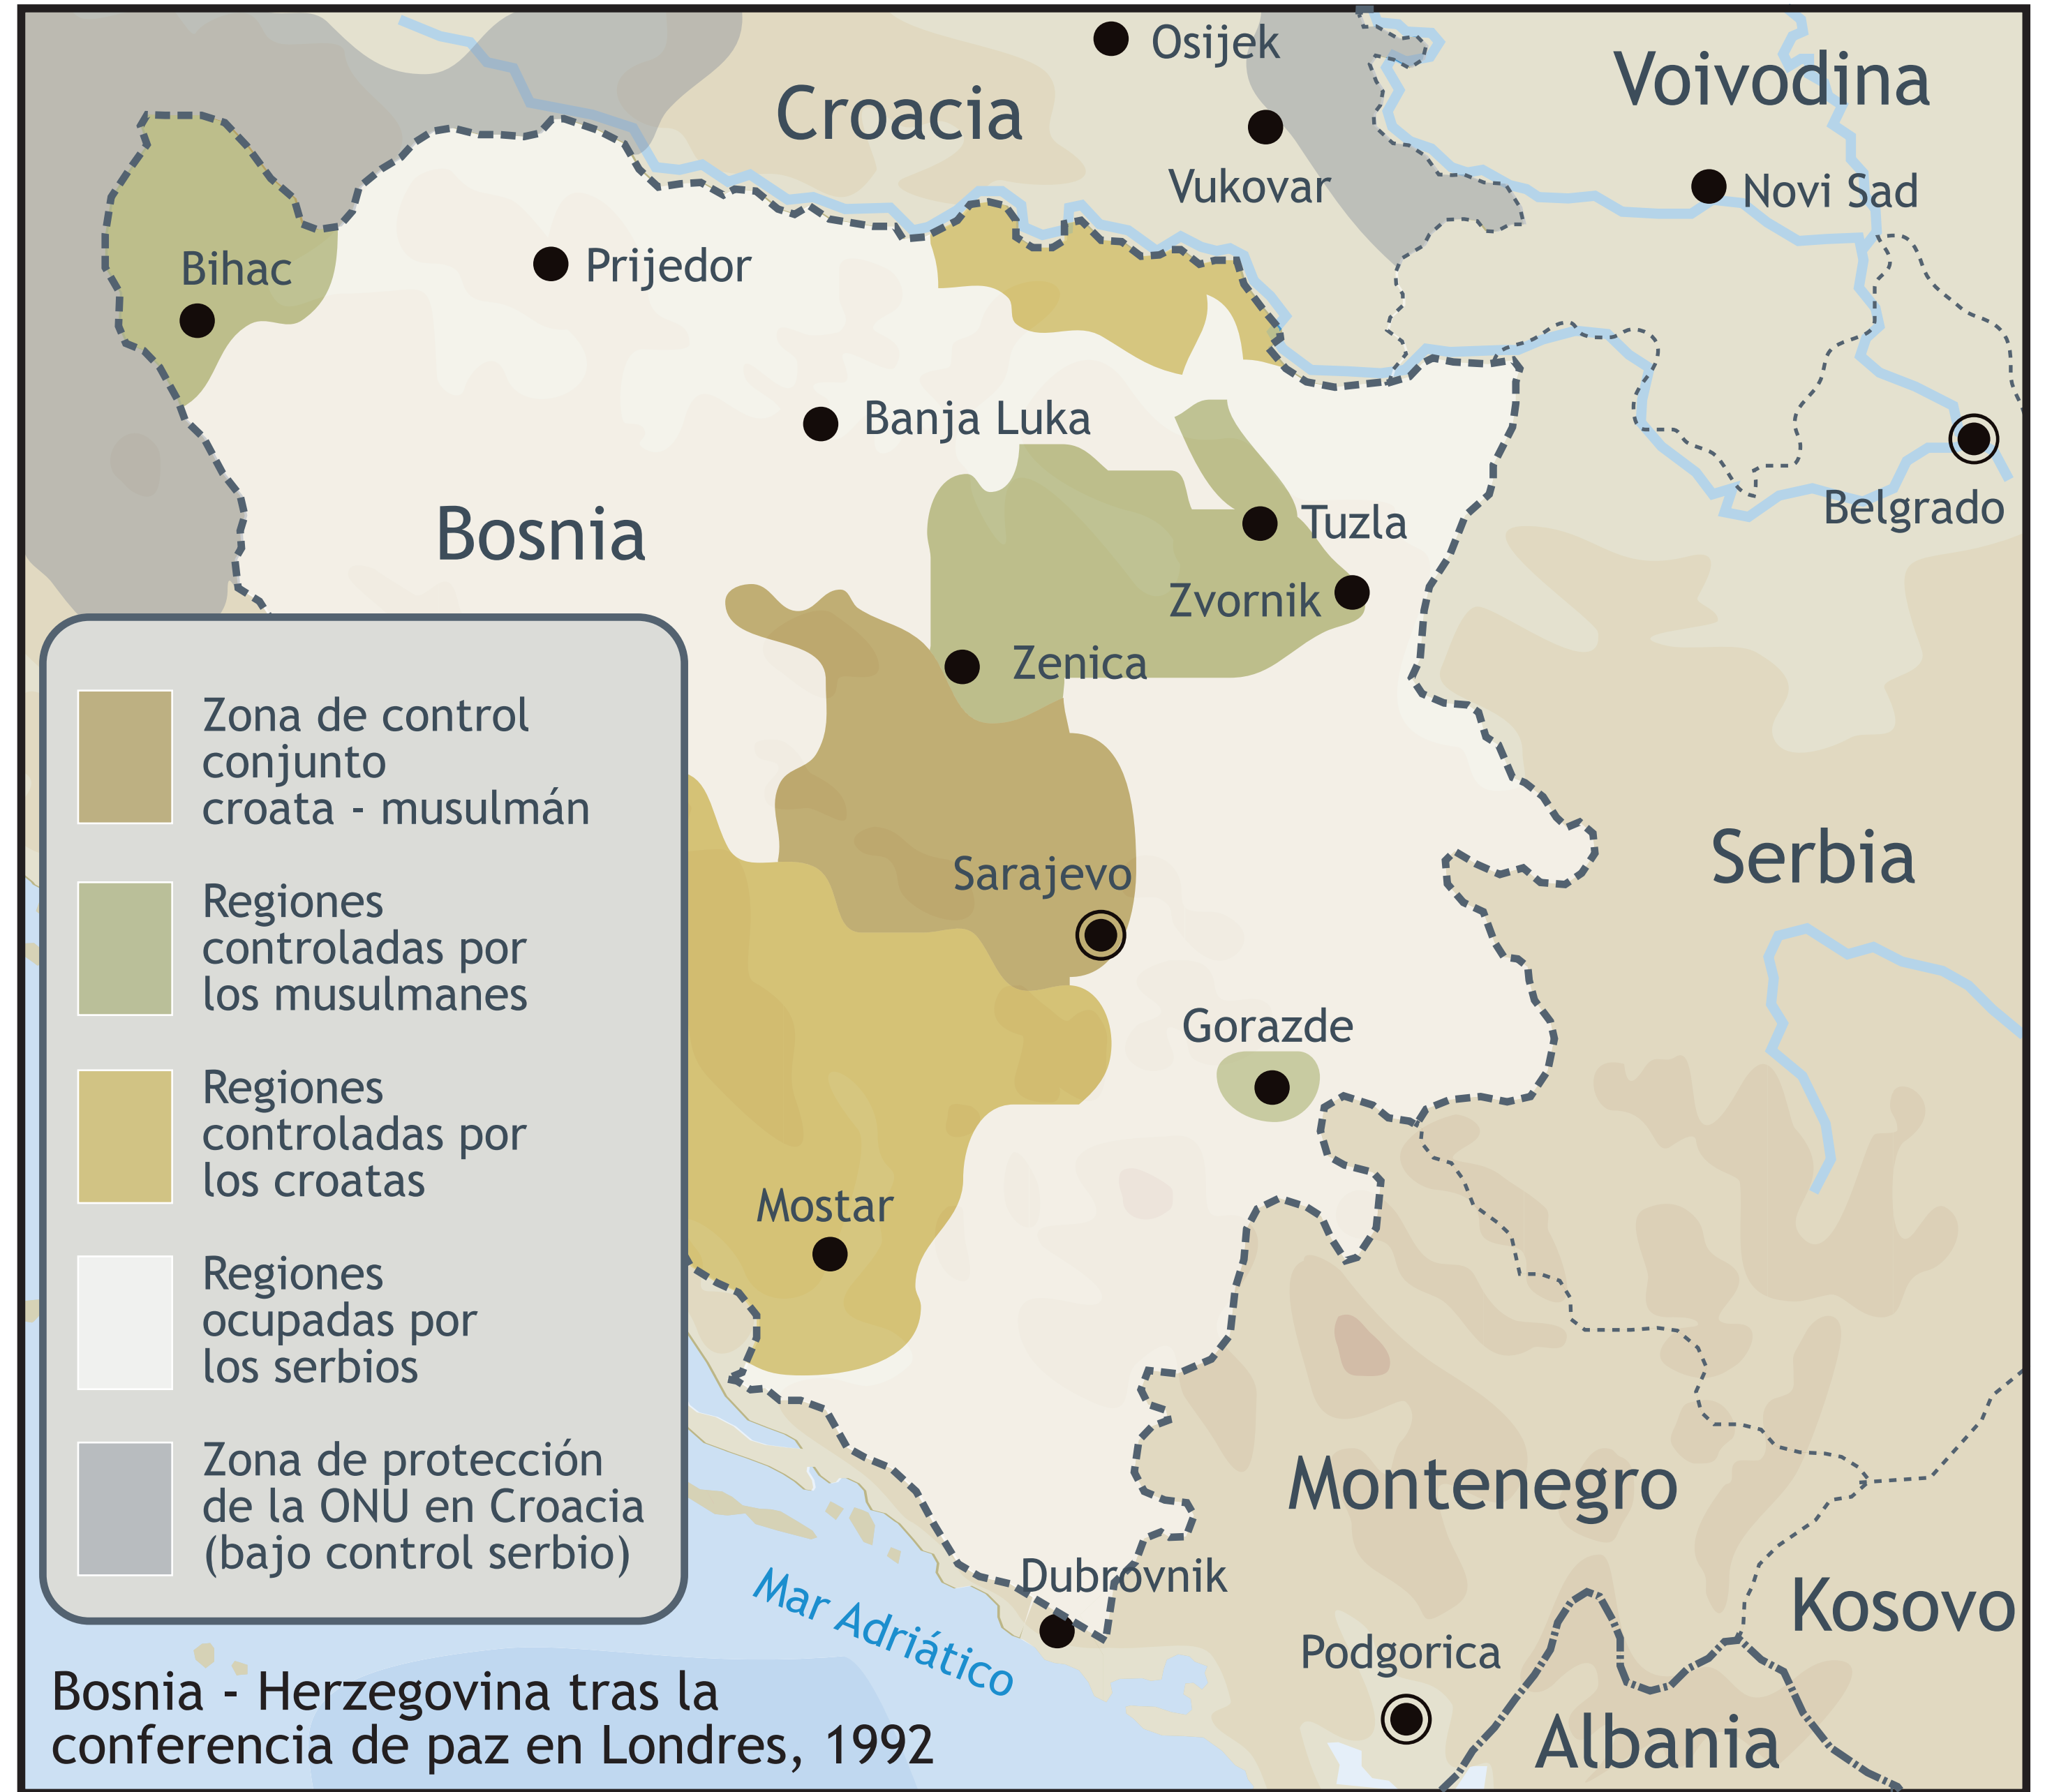 Osijek
Croacia
Voivodina
Vukovar
Novi Sad
Bihac
Prijedor
Banja Luka
Belgrado
Bosnia
Tuzla
Zvornik
Zenica
Zona de control
conjunto
croata - musulmán
Serbia
Sarajevo
Regiones
controladas por
los musulmanes
Gorazde
Regiones
controladas por
los croatas
Mostar
Regiones
ocupadas por
los serbios
Zona de protección
de la ONU en Croacia
(bajo control serbio)
Montenegro
Dubrovnik
Mar Adriático
Kosovo
Podgorica
Albania
Bosnia - Herzegovina tras la
conferencia de paz en Londres, 1992